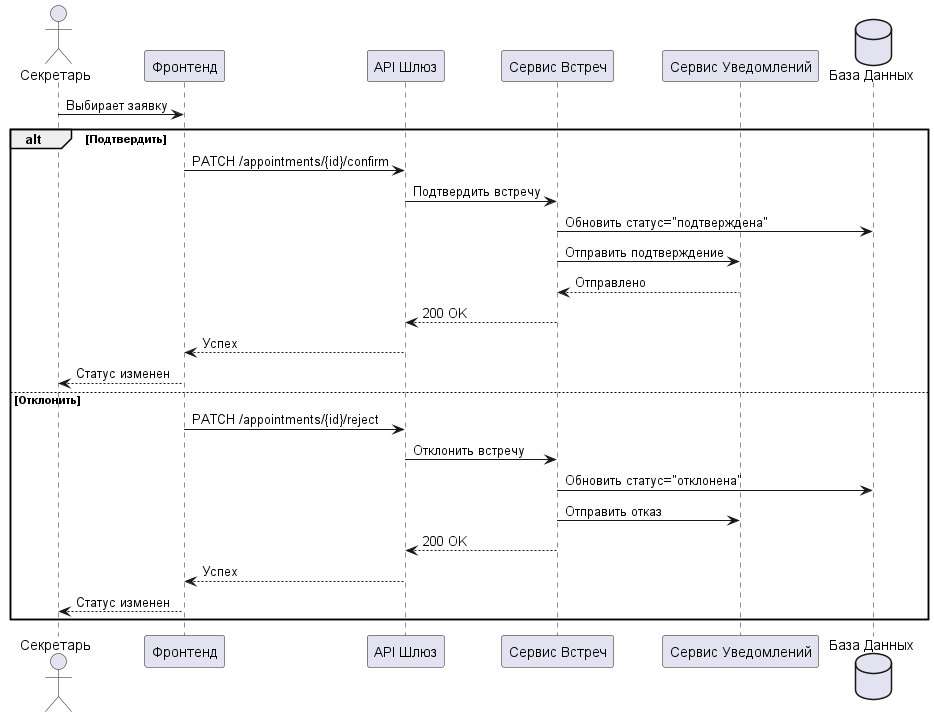 Секретарь
Фронтенд
API Шлюз
Сервис Встреч
Сервис Уведомлений
База Данных
Выбирает заявку
alt
[Подтвердить]
PATCH /appointments/{id}/confirm
Подтвердить встречу
Обновить статус="подтверждена"
Отправить подтверждение
Отправлено
200 OK
Успех
Статус изменен
[Отклонить]
PATCH /appointments/{id}/reject
Отклонить встречу
Обновить статус="отклонена"
Отправить отказ
200 OK
Успех
Статус изменен
Секретарь
Фронтенд
API Шлюз
Сервис Встреч
Сервис Уведомлений
База Данных